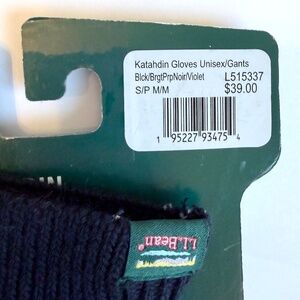 Katahdin Gloves Unisex/Gants
Blck/BrgtPrpNoir/Violet L515337
S/P M/M $39.00
1 95227 93475 4
L.L.Bean®